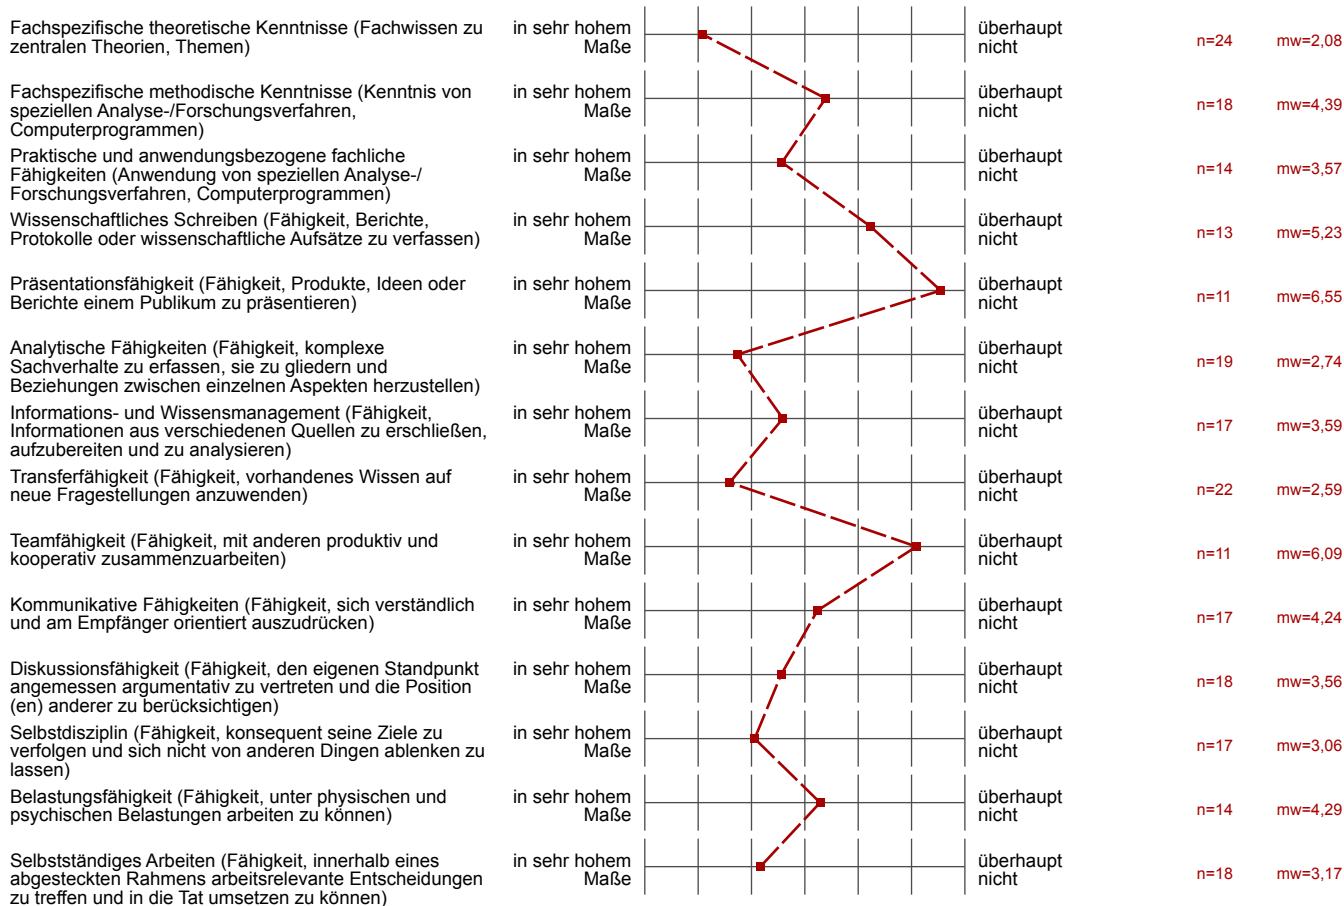 Fachspezifische theoretische Kenntnisse (Fachwissen zu
zentralen Theorien, Themen)
in sehr hohem
Maße
überhaupt
nicht
n=24
mw=2,08
Fachspezifische methodische Kenntnisse (Kenntnis von
speziellen Analyse-/Forschungsverfahren,
Computerprogrammen)
in sehr hohem
Maße
überhaupt
nicht
n=18
mw=4,39
Praktische und anwendungsbezogene fachliche
Fähigkeiten (Anwendung von speziellen Analyse-/
Forschungsverfahren, Computerprogrammen)
in sehr hohem
Maße
überhaupt
nicht
n=14
mw=3,57
Wissenschaftliches Schreiben (Fähigkeit, Berichte,
Protokolle oder wissenschaftliche Aufsätze zu verfassen)
in sehr hohem
Maße
überhaupt
nicht
n=13
mw=5,23
Präsentationsfähigkeit (Fähigkeit, Produkte, Ideen oder
Berichte einem Publikum zu präsentieren)
in sehr hohem
Maße
überhaupt
nicht
n=11
mw=6,55
Analytische Fähigkeiten (Fähigkeit, komplexe
Sachverhalte zu erfassen, sie zu gliedern und
Beziehungen zwischen einzelnen Aspekten herzustellen)
in sehr hohem
Maße
überhaupt
nicht
n=19
mw=2,74
Informations- und Wissensmanagement (Fähigkeit,
Informationen aus verschiedenen Quellen zu erschließen,
aufzubereiten und zu analysieren)
in sehr hohem
Maße
überhaupt
nicht
n=17
mw=3,59
Transferfähigkeit (Fähigkeit, vorhandenes Wissen auf
neue Fragestellungen anzuwenden)
in sehr hohem
Maße
überhaupt
nicht
n=22
mw=2,59
Teamfähigkeit (Fähigkeit, mit anderen produktiv und
kooperativ zusammenzuarbeiten)
in sehr hohem
Maße
überhaupt
nicht
n=11
mw=6,09
Kommunikative Fähigkeiten (Fähigkeit, sich verständlich
und am Empfänger orientiert auszudrücken)
in sehr hohem
Maße
überhaupt
nicht
n=17
mw=4,24
Diskussionsfähigkeit (Fähigkeit, den eigenen Standpunkt
angemessen argumentativ zu vertreten und die Position
(en) anderer zu berücksichtigen)
in sehr hohem
Maße
überhaupt
nicht
n=18
mw=3,56
Selbstdisziplin (Fähigkeit, konsequent seine Ziele zu
verfolgen und sich nicht von anderen Dingen ablenken zu
lassen)
in sehr hohem
Maße
überhaupt
nicht
n=17
mw=3,06
Belastungsfähigkeit (Fähigkeit, unter physischen und
psychischen Belastungen arbeiten zu können)
in sehr hohem
Maße
überhaupt
nicht
n=14
mw=4,29
Selbstständiges Arbeiten (Fähigkeit, innerhalb eines
abgesteckten Rahmens arbeitsrelevante Entscheidungen
zu treffen und in die Tat umsetzen zu können)
in sehr hohem
Maße
überhaupt
nicht
n=18
mw=3,17